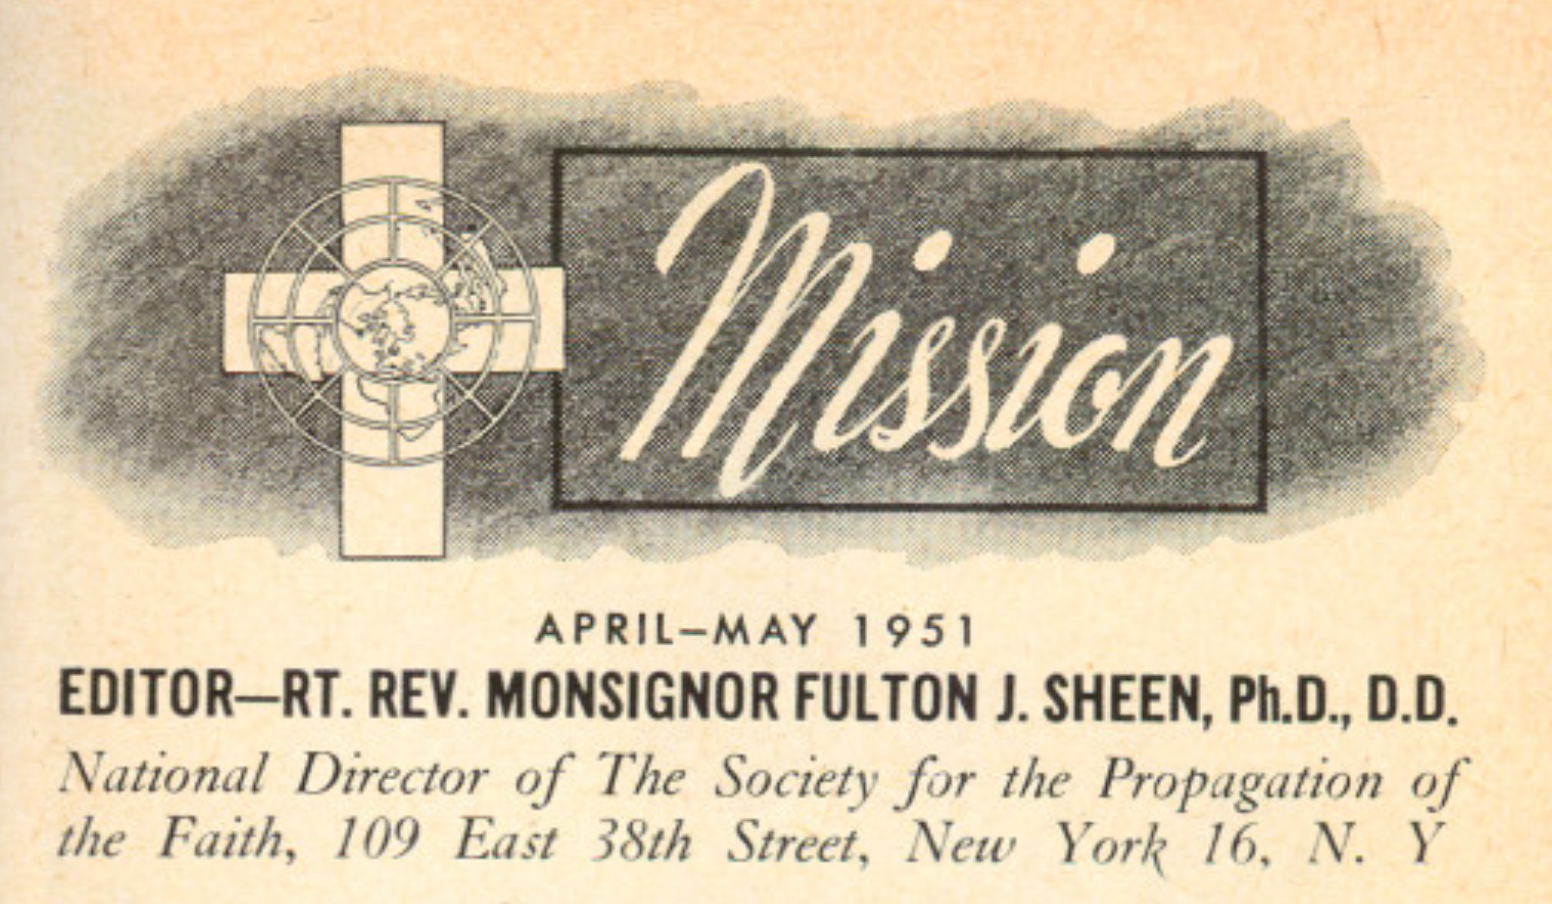 Mission
APRIL–MAY 1951
EDITOR—RT. REV. MONSIGNOR FULTON J. SHEEN, Ph.D., D.D.
National Director of The Society for the Propagation of
the Faith, 109 East 38th Street, New York 16, N. Y